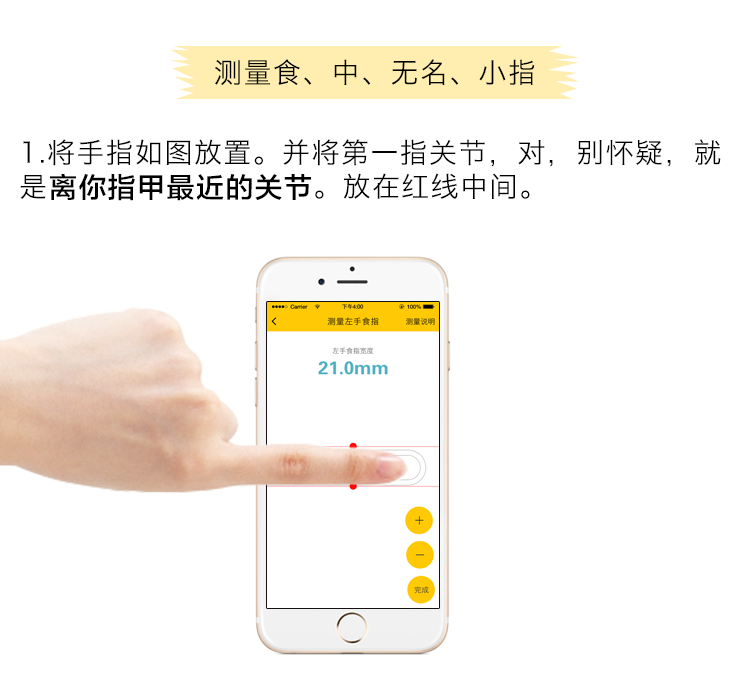 测量食、中、无名、小指
1.将手指如图放置。并将第一指关节，对，别怀疑，就
是离你指甲最近的关节。放在红线中间。
Carrier 下午4:00 100%
测量左手食指 测量说明
左手食指宽度
21.0mm
+
−
完成